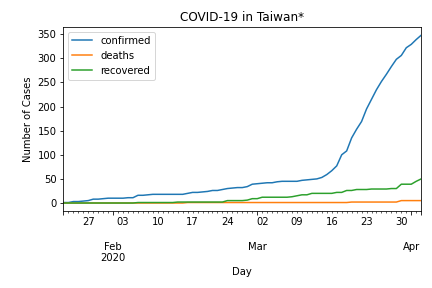 COVID-19 in Taiwan*
Number of Cases
350
300
250
200
150
100
50
0
confirmed
deaths
recovered
27 03 10 17 24 02 09 16 23 30
Feb Mar Apr
2020
Day